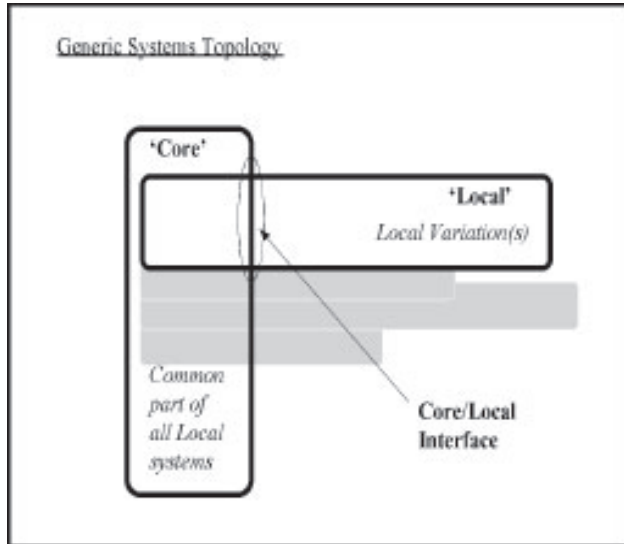 Generic Systems Topology
‘Core’
‘Local’
Local Variation(s)
Common
part of
all Local
systems
Core/Local
Interface